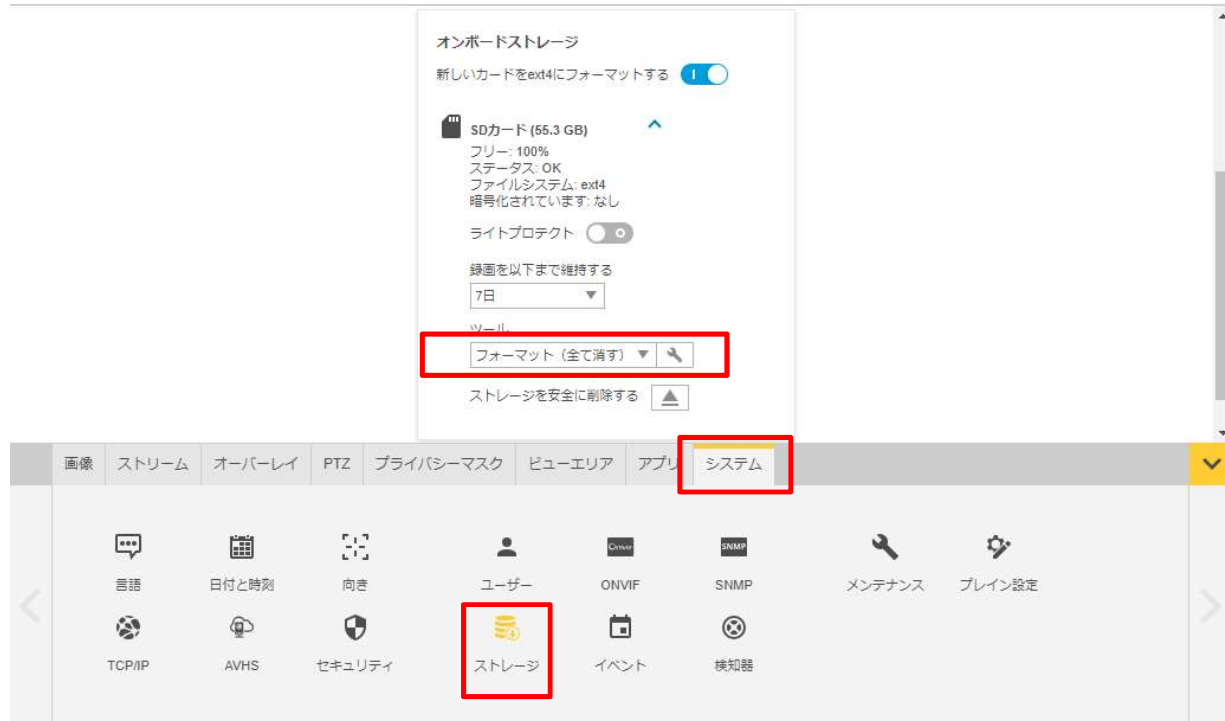 オンボードストレージ
新しいカードをext4にフォーマットする
SDカード (55.3 GB)
フリー: 100%
ステータス: OK
ファイルシステム: ext4
暗号化されています: なし
ライトプロテクト
録画を以下まで維持する
7日
ツール
フォーマット（全て消す）
ストレージを安全に削除する
画像 ストリーム オーバーレイ PTZ プライバシーマスク ビューエリア アプリ システム
ONVIF SNMP
言語 日付と時刻 向き ユーザー ONVIF SNMP メンテナンス プレイン設定
TCP/IP AVHS セキュリティ ストレージ イベント 検知器